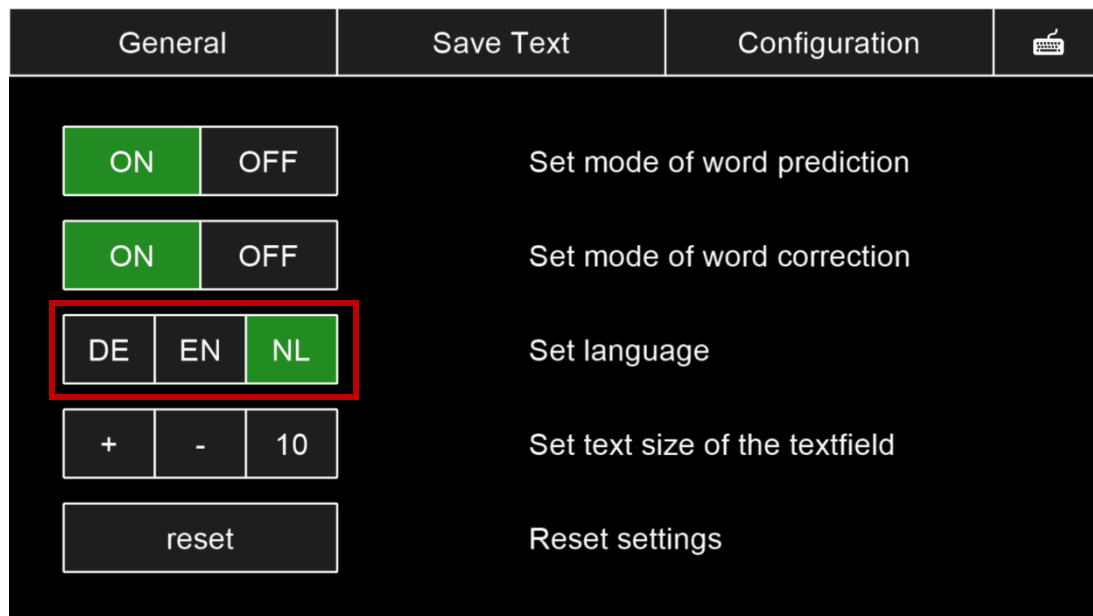 General Save Text Configuration
ON OFF Set mode of word prediction
ON OFF Set mode of word correction
DE EN NL Set language
+ - 10 Set text size of the textfield
reset Reset settings